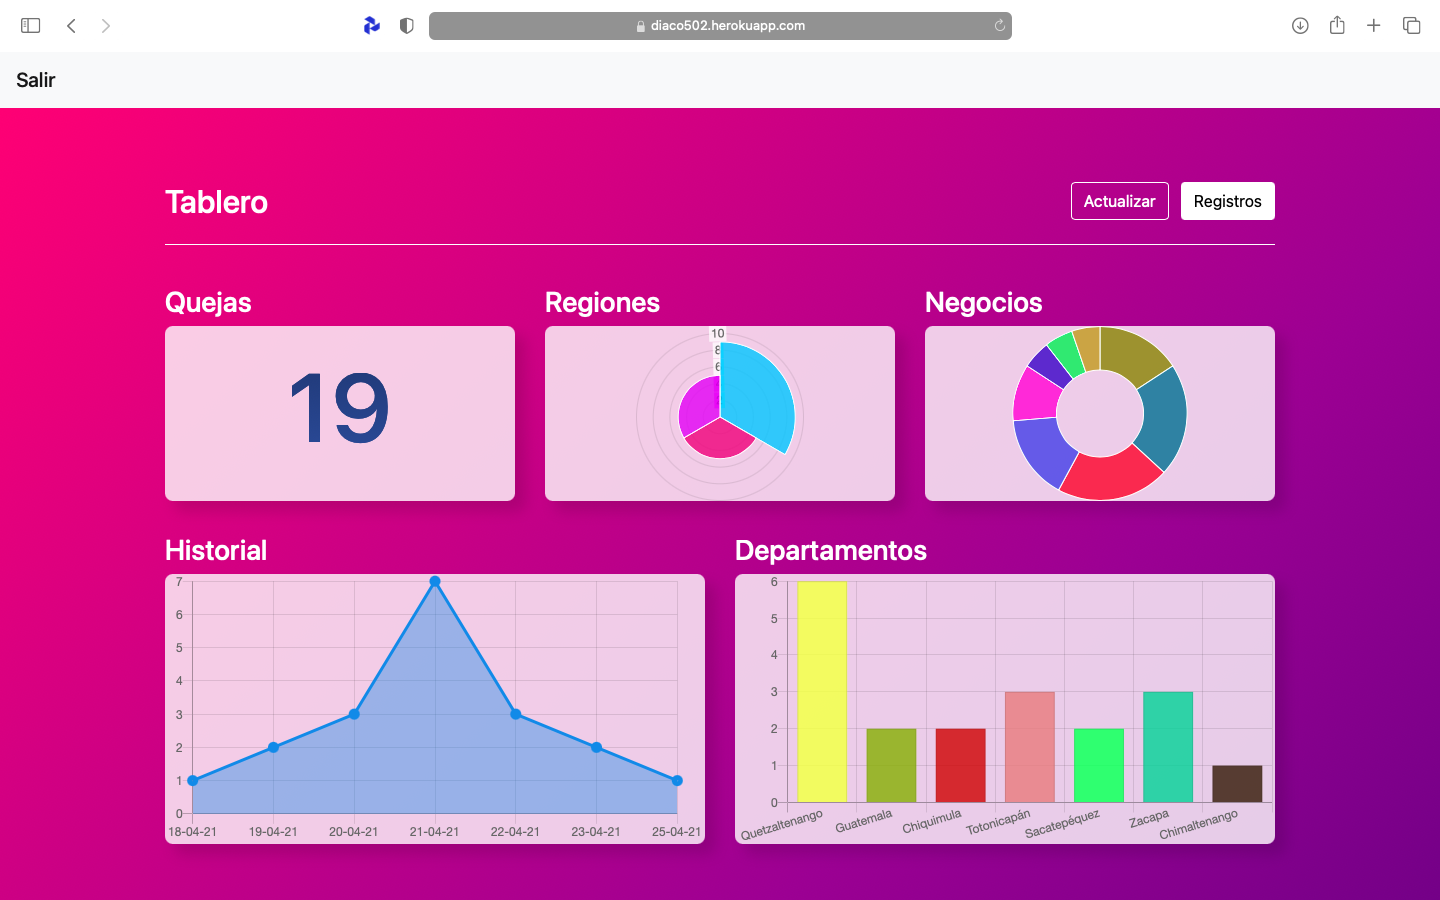 diaco502.herokuapp.com
Salir
Tablero
Actualizar
Registros
Quejas
Regiones
Negocios
19
10
8
6
Historial
Departamentos
7
6
5
4
3
2
1
0
18-04-21 19-04-21 20-04-21 21-04-21 22-04-21 23-04-21 25-04-21
6
5
4
3
2
1
0
Quetzaltenango Guatemala Chiquimula Totonicapán Sacatepéquez Zacapa Chimaltenango